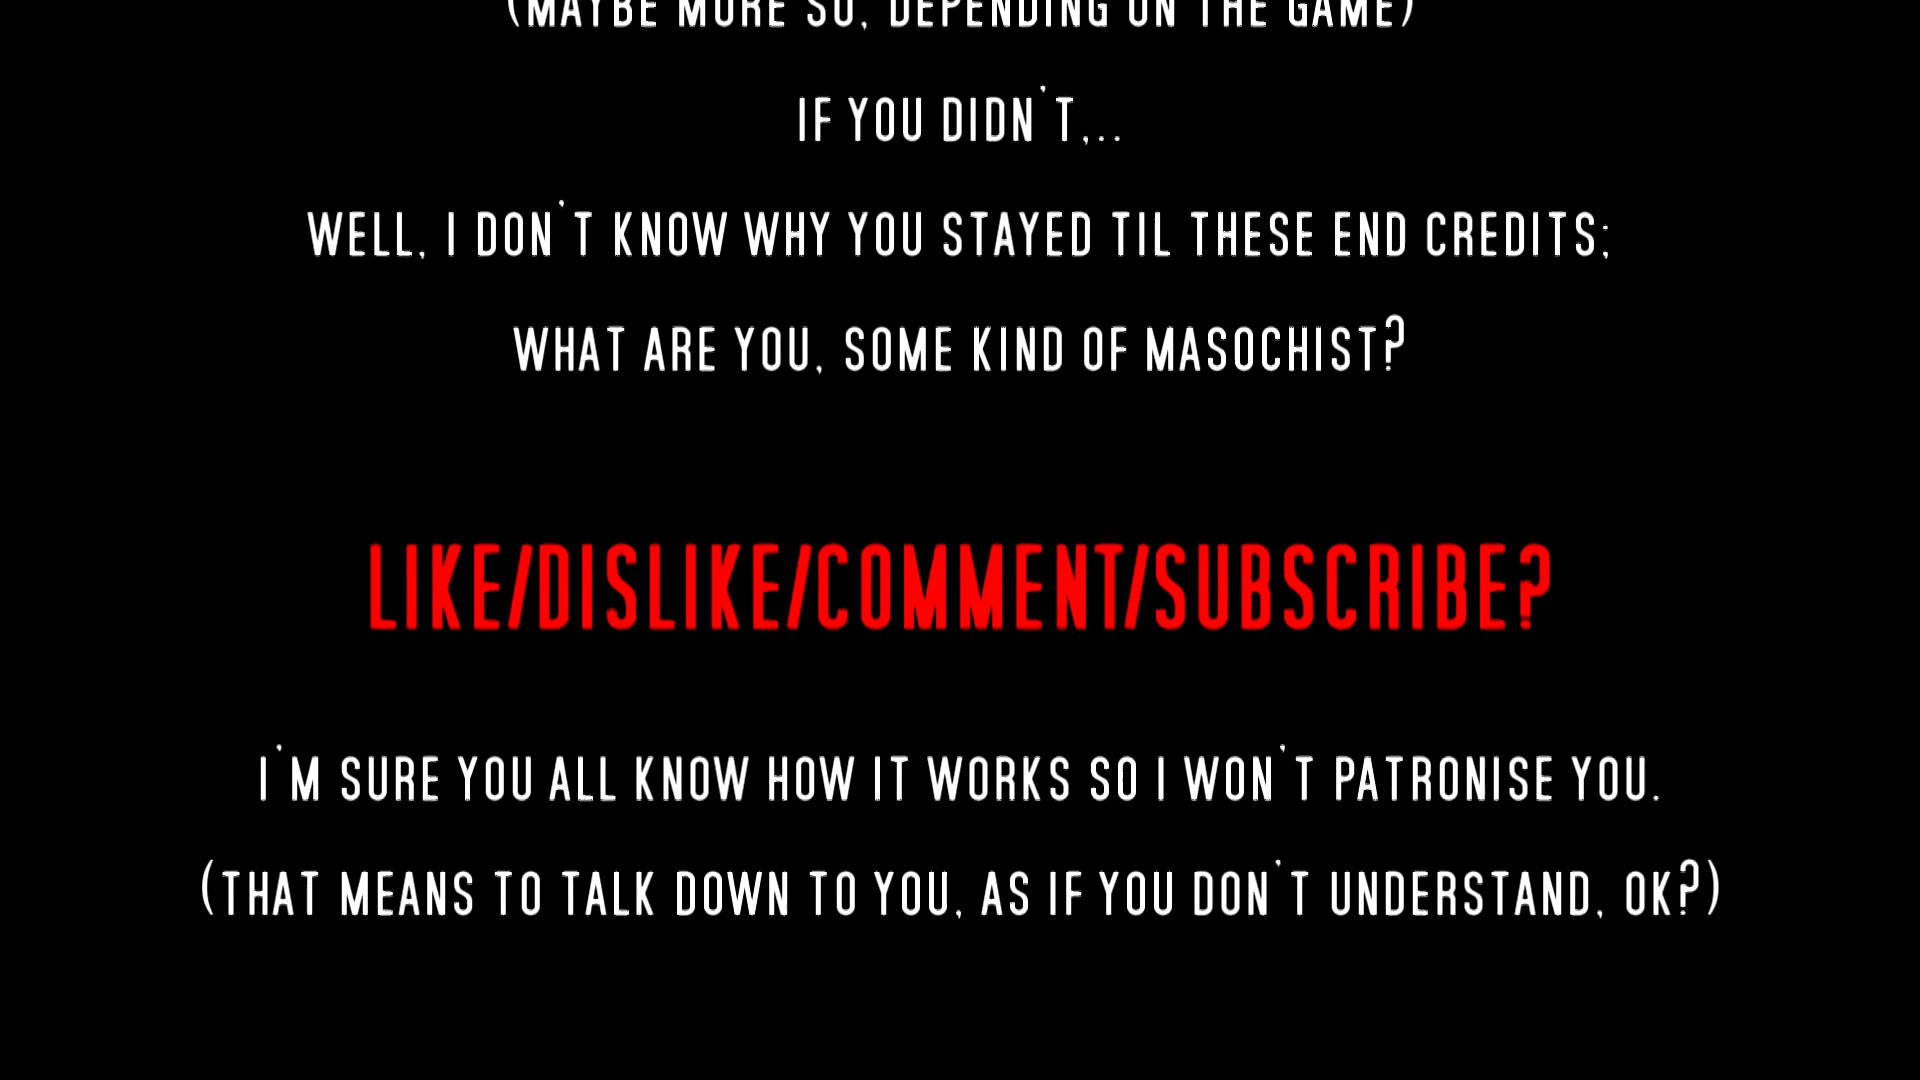 (MAYBE MORE SO, DEPENDING ON THE GAME)
IF YOU DIDN'T,..
WELL, I DON'T KNOW WHY YOU STAYED TIL THESE END CREDITS;
WHAT ARE YOU, SOME KIND OF MASOCHIST?
LIKE/DISLIKE/COMMENT/SUBSCRIBE?
I'M SURE YOU ALL KNOW HOW IT WORKS SO I WON'T PATRONISE YOU.
(THAT MEANS TO TALK DOWN TO YOU, AS IF YOU DON'T UNDERSTAND, OK?)